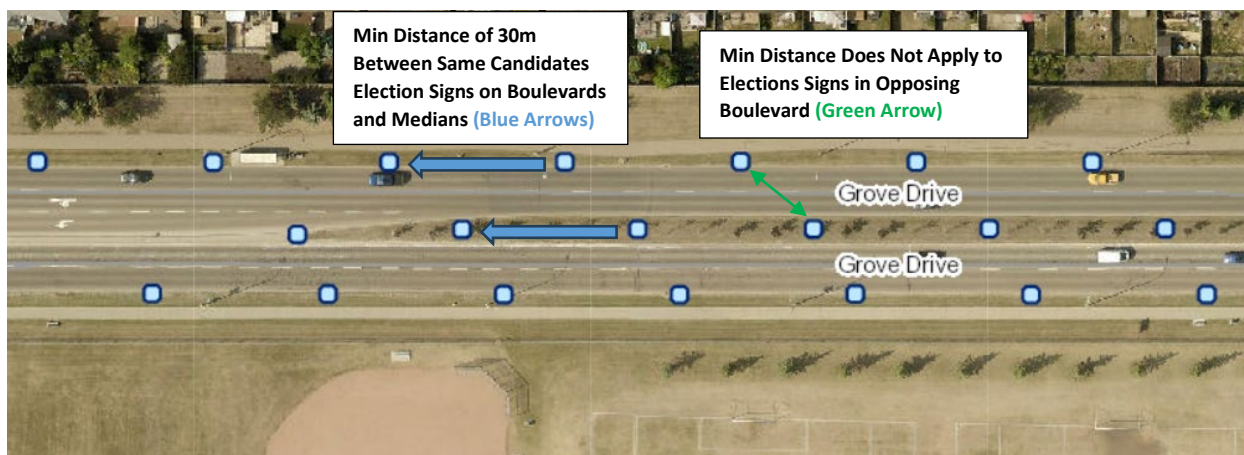 Min Distance of 30m
Between Same Candidates
Election Signs on Boulevards
and Medians (Blue Arrows)
Min Distance Does Not Apply to
Elections Signs in Opposing
Boulevard (Green Arrow)
Grove Drive
Grove Drive